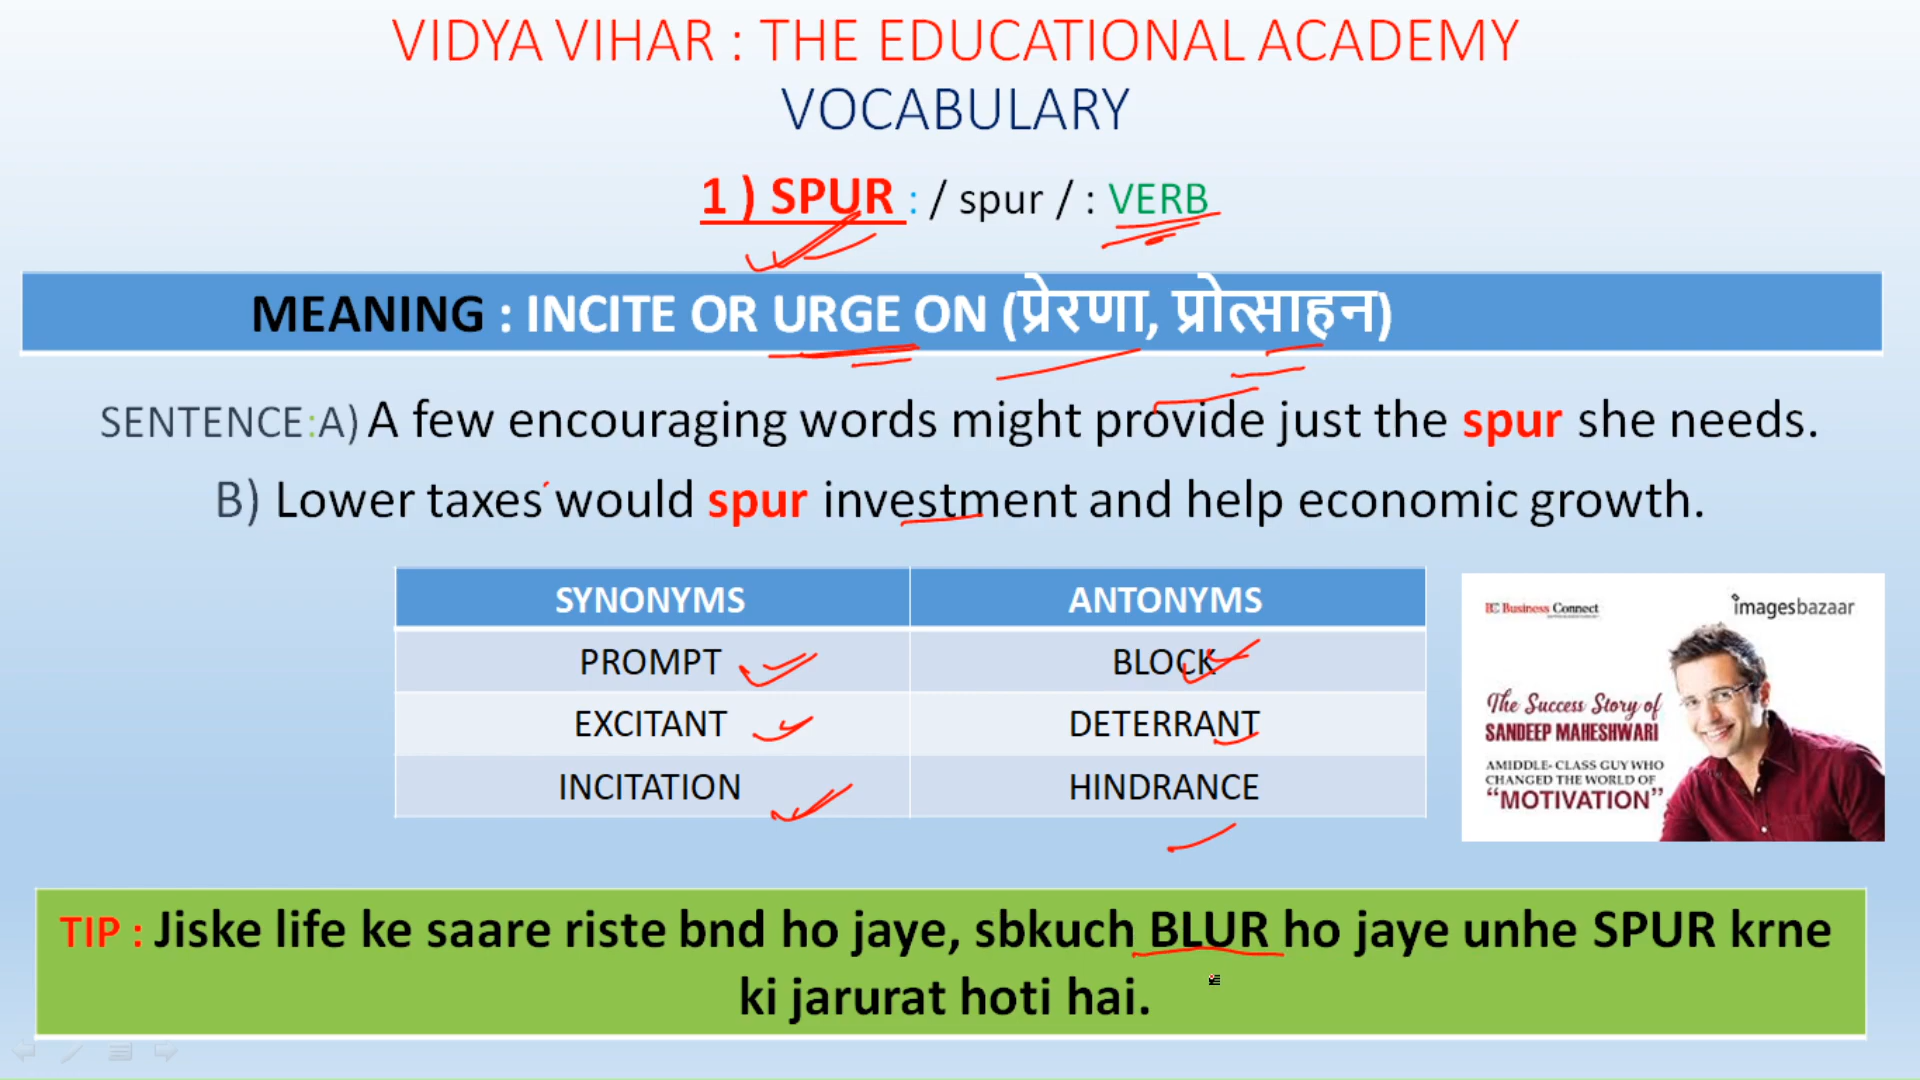 VIDYA VIHAR : THE EDUCATIONAL ACADEMY
VOCABULARY
1 ) SPUR : / spur / : VERB
MEANING : INCITE OR URGE ON (प्रेरणा, प्रोत्साहन)
SENTENCE:A) A few encouraging words might provide just the spur she needs.
B) Lower taxes would spur investment and help economic growth.
SYNONYMS ANTONYMS
PROMPT BLOCK
EXCITANT DETERRANT
INCITATION HINDRANCE
BC Business Connect imagesbazaar
The Success Story of
SANDEEP MAHESHWARI
AMIDDLE- CLASS GUY WHO
CHANGED THE WORLD OF
“MOTIVATION”
TIP : Jiske life ke saare riste bnd ho jaye, sbkuch BLUR ho jaye unhe SPUR krne
ki jarurat hoti hai.